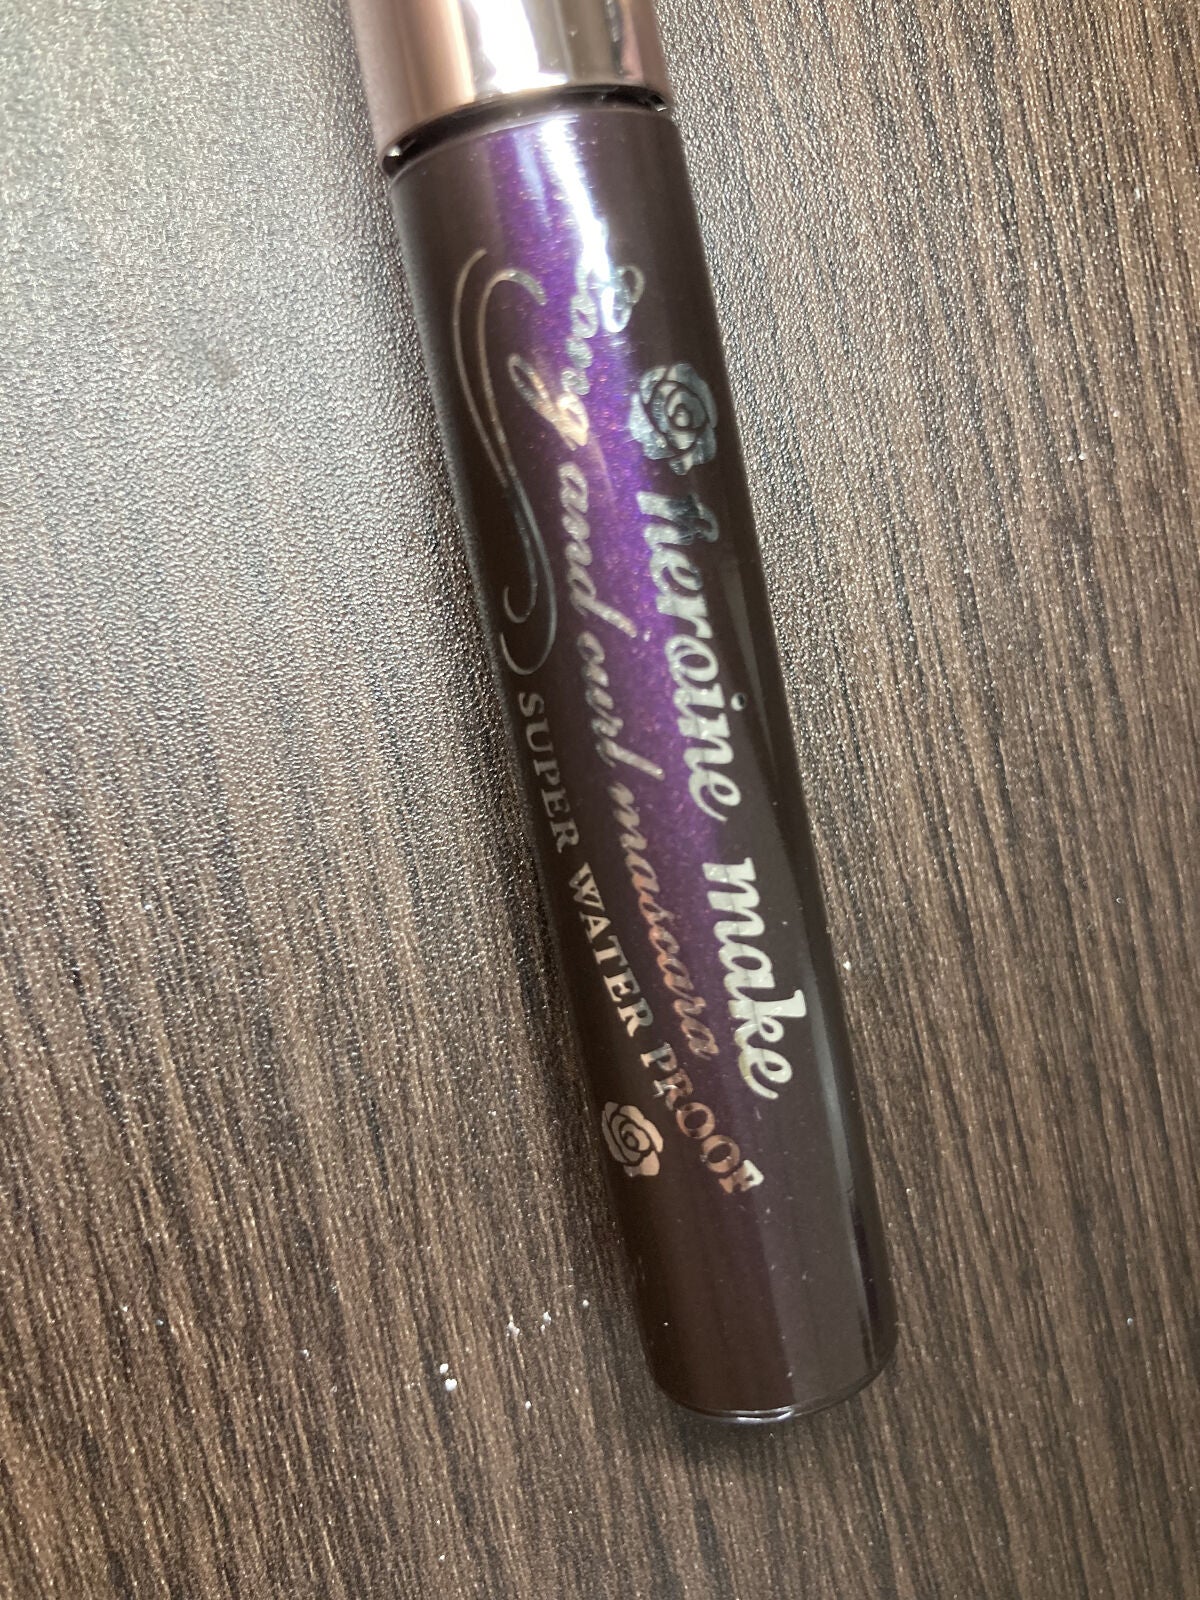 heroine make
Long and curl mascara
SUPER WATER PROOF